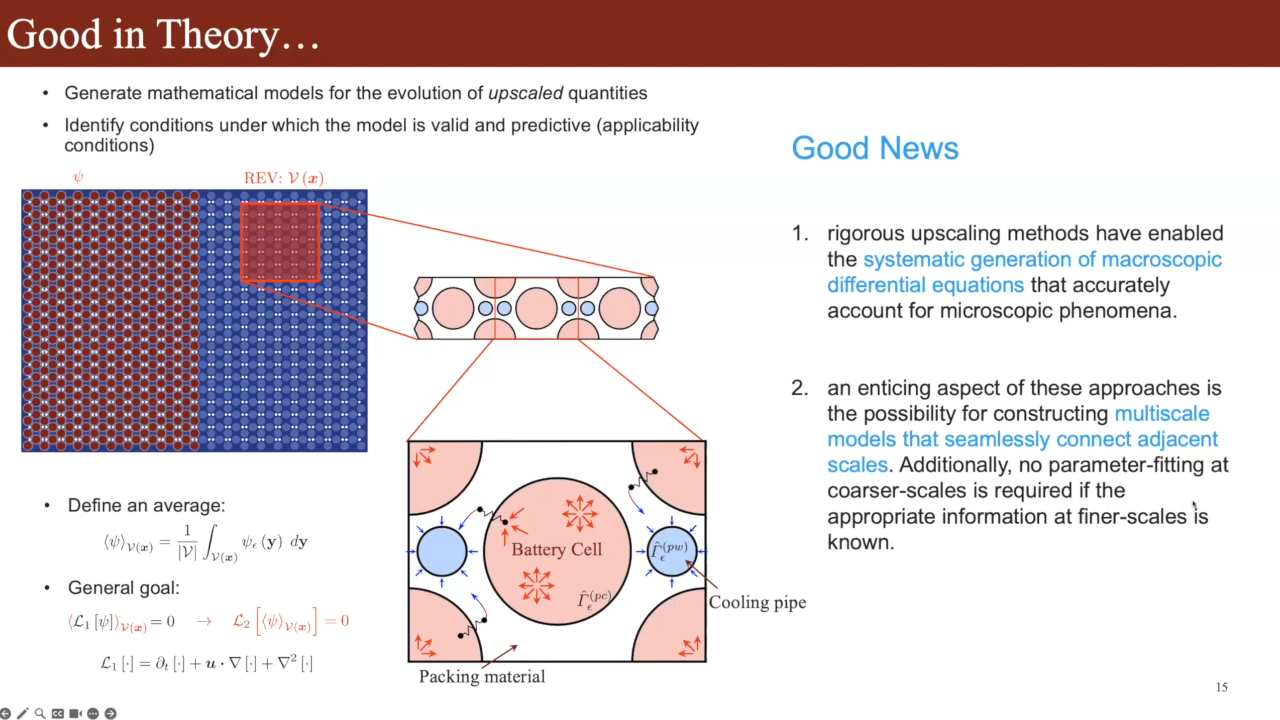 Good in Theory…
• Generate mathematical models for the evolution of upscaled quantities
• Identify conditions under which the model is valid and predictive (applicability
conditions)
ψ
REV: 𝒱(x)
• Define an average:
⟨ψ⟩_𝒱(x) = 1/|𝒱| ∫_𝒱(x) ψ_ϵ (y) dy
• General goal:
⟨ℒ₁ [ψ]⟩_𝒱(x) = 0 → ℒ₂ [⟨ψ⟩_𝒱(x)] = 0
ℒ₁ [·] = ∂_t [·] + u · ∇ [·] + ∇² [·]
Battery Cell
Γ̂_ϵ^(pw)
Γ̂_ϵ^(pc)
Cooling pipe
Packing material
Good News
1. rigorous upscaling methods have enabled
the systematic generation of macroscopic
differential equations that accurately
account for microscopic phenomena.
2. an enticing aspect of these approaches is
the possibility for constructing multiscale
models that seamlessly connect adjacent
scales. Additionally, no parameter-fitting at
coarser-scales is required if the
appropriate information at finer-scales is
known.
15
CC